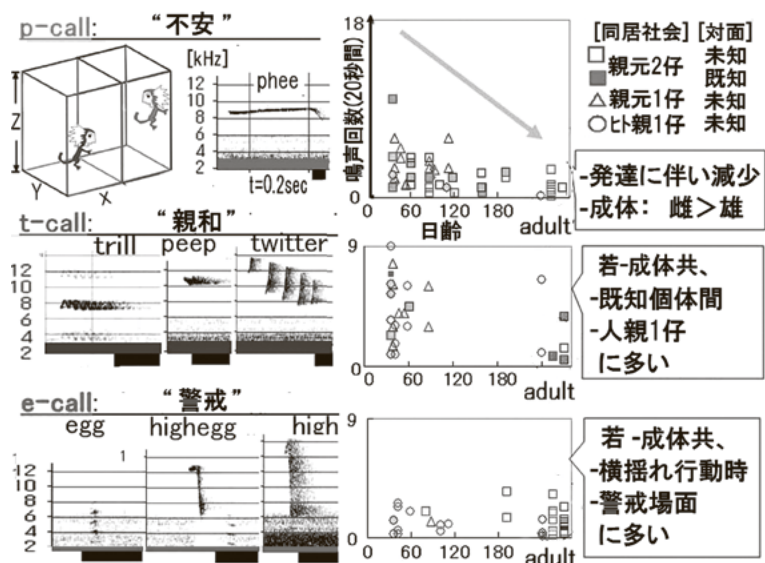 p-call: “不安”
Z
Y
X
[kHz]
phee
12
10
8
6
4
2
t=0.2sec
18
鳴声回数(20秒間)
0
0 60 120 180 adult
日齢
[同居社会] [対面]
□親元2仔 未知
■ 既知
△親元1仔 未知
○ヒト親1仔 未知
-発達に伴い減少
-成体： 雌>雄
t-call: “親和”
trill peep twitter
12
10
8
6
4
2
9
0
0 60 120 180 adult
若-成体共、
-既知個体間
-人親1仔
に多い
e-call: “警戒”
egg highegg high
1 1
12
10
8
6
4
2
9
0
0 60 120 180 adult
若 -成体共、
-横揺れ行動時
-警戒場面
に多い